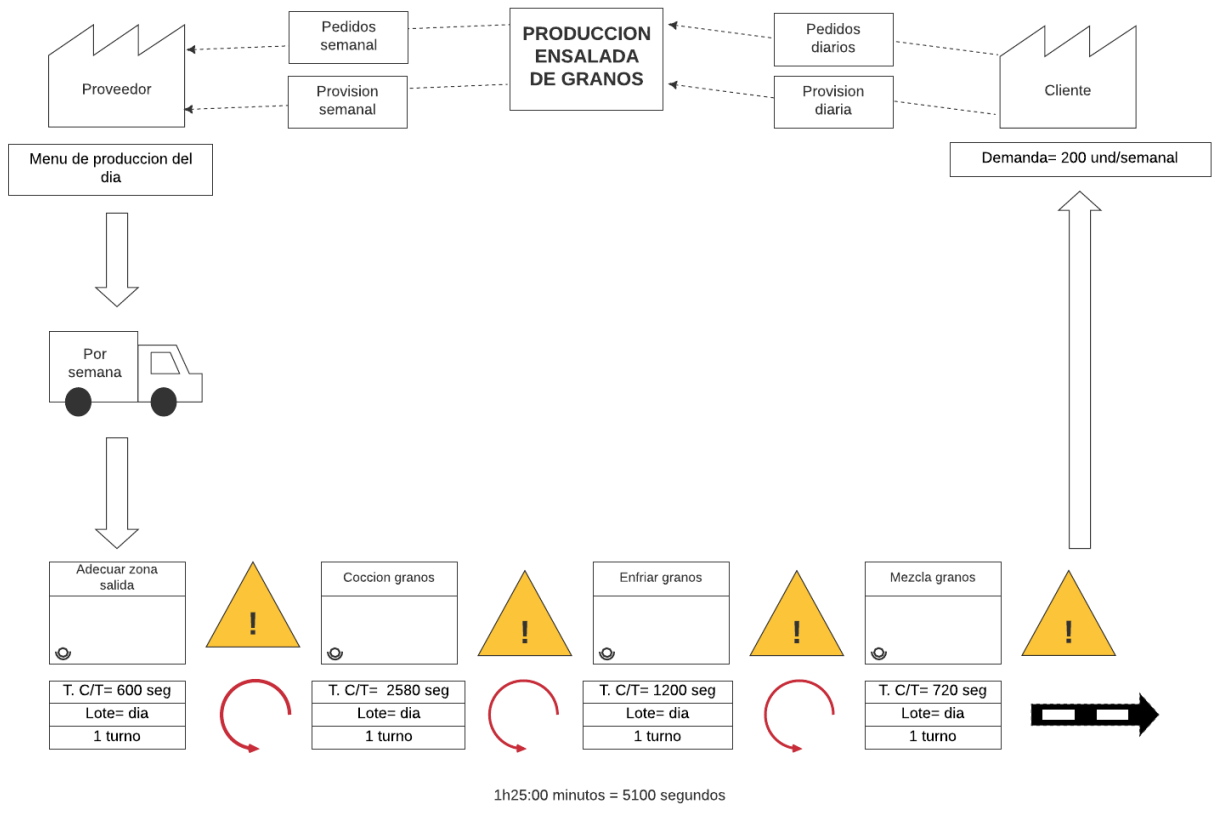 Proveedor
Pedidos
semanal
Provision
semanal
PRODUCCION
ENSALADA
DE GRANOS
Pedidos
diarios
Provision
diaria
Cliente
Menu de produccion del
dia
Demanda= 200 und/semanal
Por
semana
Adecuar zona
salida
!
Coccion granos
!
Enfriar granos
!
Mezcla granos
!
T. C/T= 600 seg
Lote= dia
1 turno
T. C/T= 2580 seg
Lote= dia
1 turno
T. C/T= 1200 seg
Lote= dia
1 turno
T. C/T= 720 seg
Lote= dia
1 turno
1h25:00 minutos = 5100 segundos